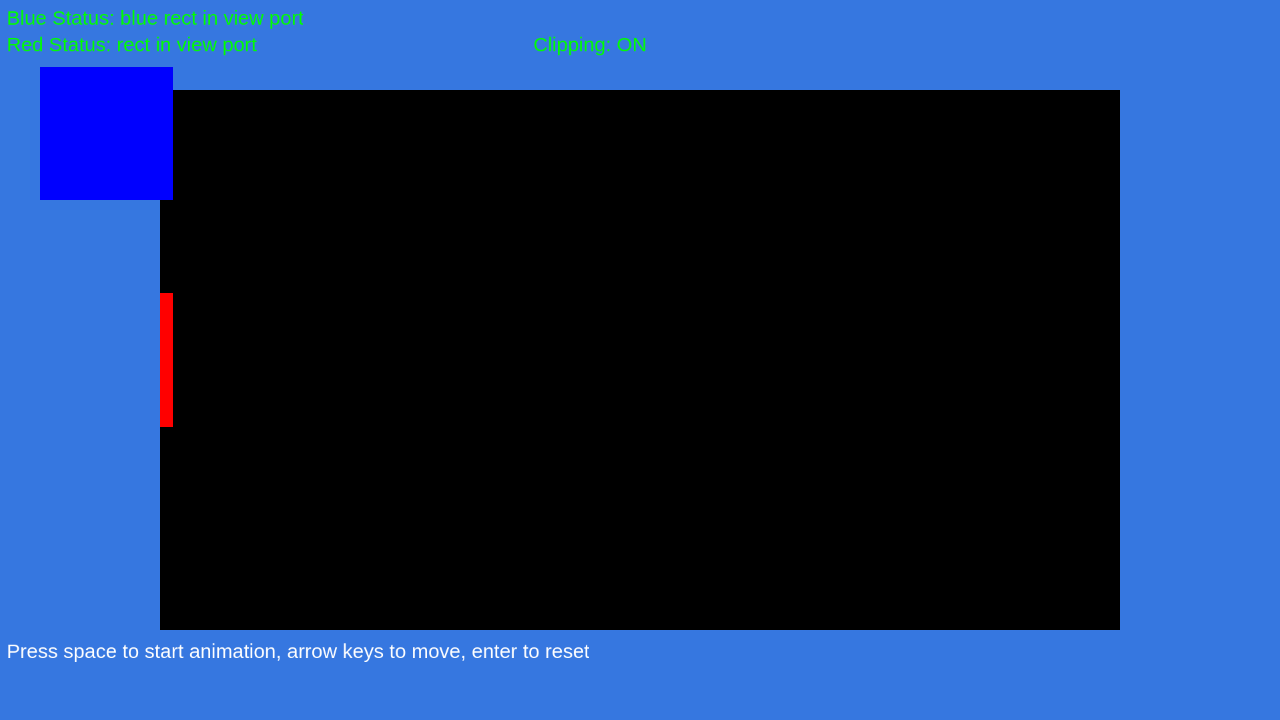 Blue Status: blue rect in view port
Red Status: rect in view port
Clipping: ON
Press space to start animation, arrow keys to move, enter to reset